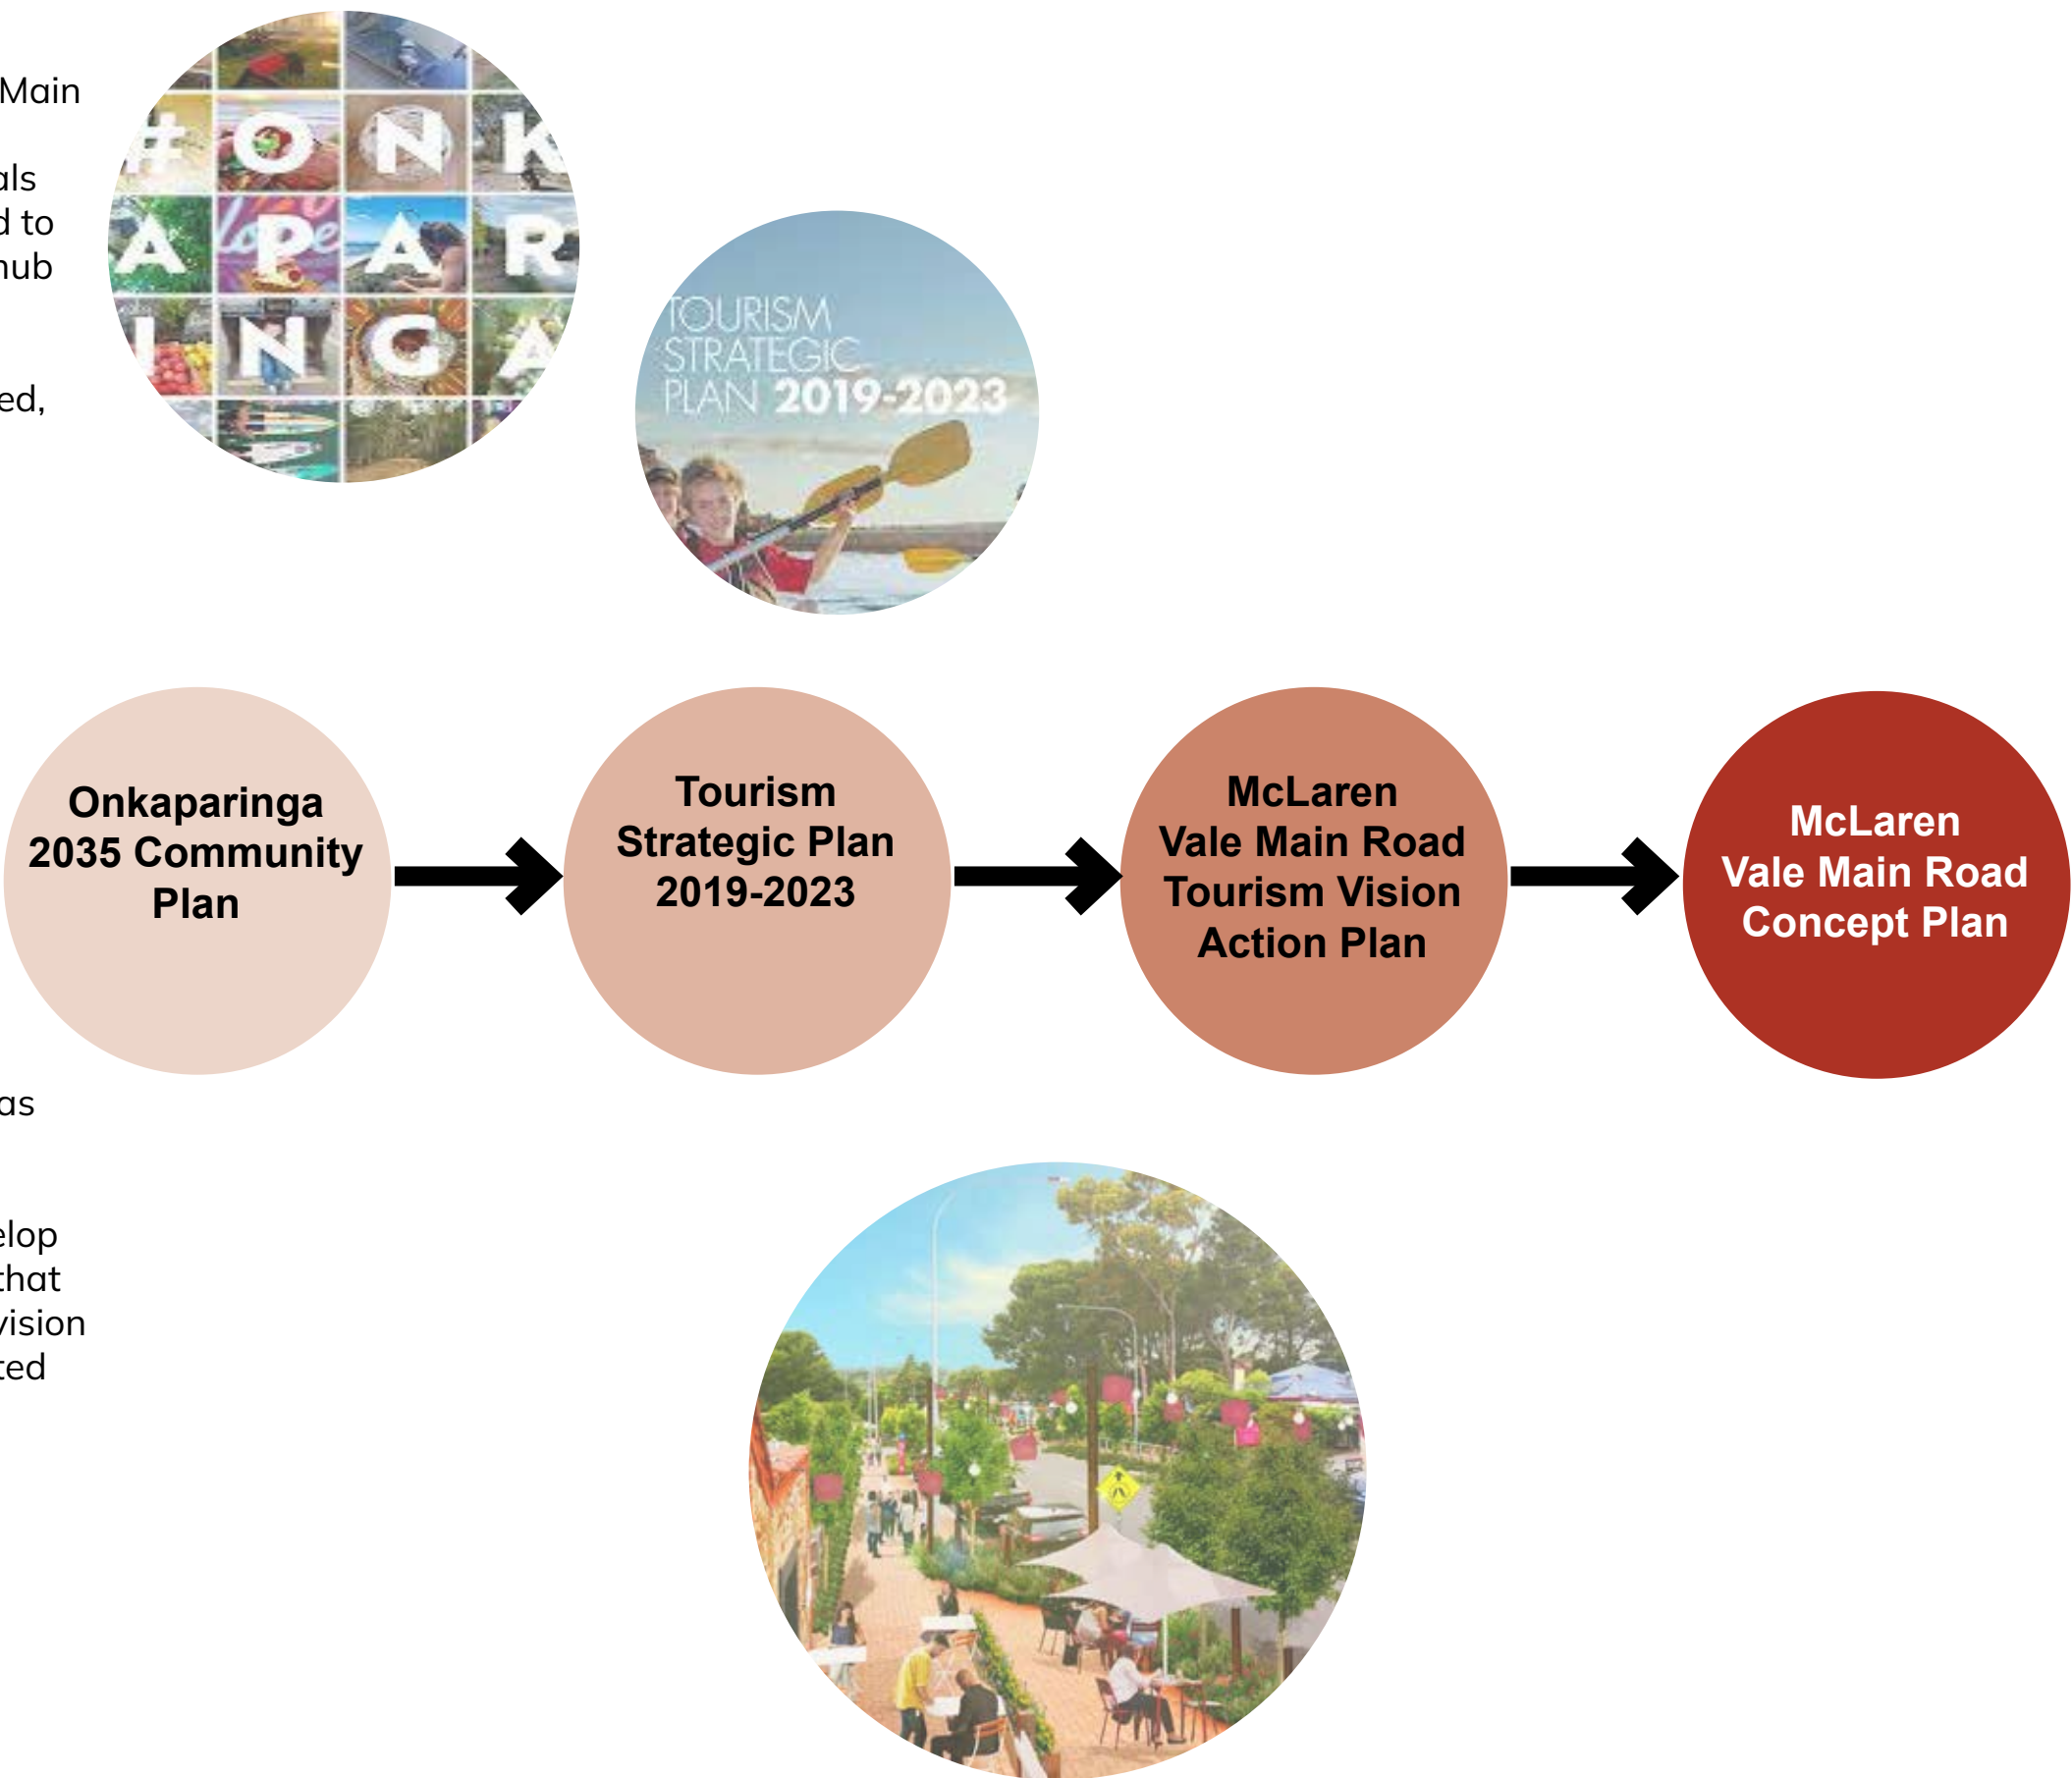 Main
als
d to
hub
ed,
#ONK
APAR
INGA
TOURISM
STRATEGIC
PLAN 2019-2023
Onkaparinga
2035 Community
Plan
Tourism
Strategic Plan
2019-2023
McLaren
Vale Main Road
Tourism Vision
Action Plan
McLaren
Vale Main Road
Concept Plan
as
elop
that
vision
ted